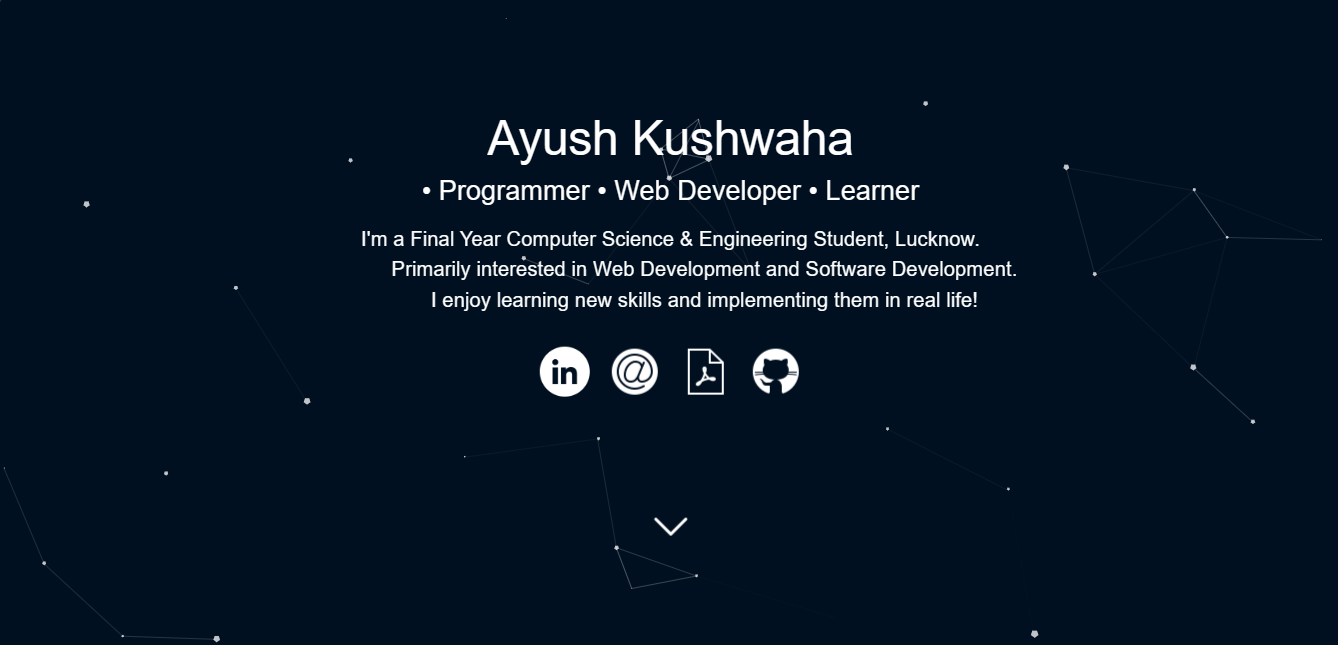 Ayush Kushwaha
• Programmer • Web Developer • Learner
I'm a Final Year Computer Science & Engineering Student, Lucknow.
Primarily interested in Web Development and Software Development.
I enjoy learning new skills and implementing them in real life!
in @